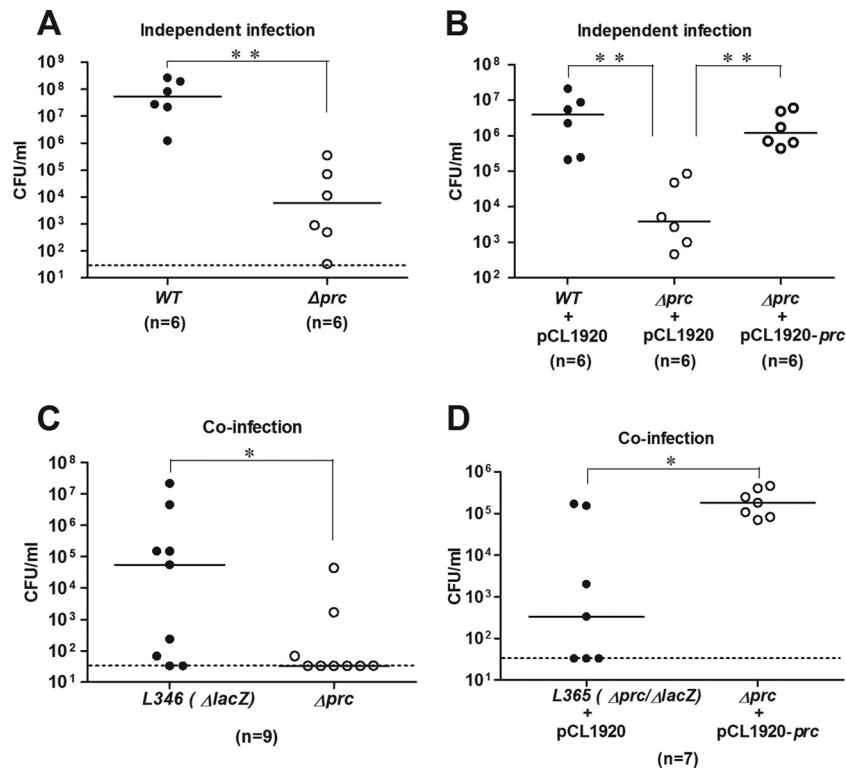 A
Independent infection
* *
CFU/ml
10⁹
10⁸
10⁷
10⁶
10⁵
10⁴
10³
10²
10¹
WT
Δprc
(n=6)
(n=6)
B
Independent infection
* *
* *
CFU/ml
10⁸
10⁷
10⁶
10⁵
10⁴
10³
10²
WT
+
pCL1920
(n=6)
Δprc
+
pCL1920
(n=6)
Δprc
+
pCL1920-prc
(n=6)
C
Co-infection
*
CFU/ml
10⁸
10⁷
10⁶
10⁵
10⁴
10³
10²
10¹
L346 ( ΔlacZ)
Δprc
(n=9)
D
Co-infection
*
CFU/ml
10⁶
10⁵
10⁴
10³
10²
10¹
L365 ( Δprc/ΔlacZ)
+
pCL1920
Δprc
+
pCL1920-prc
(n=7)